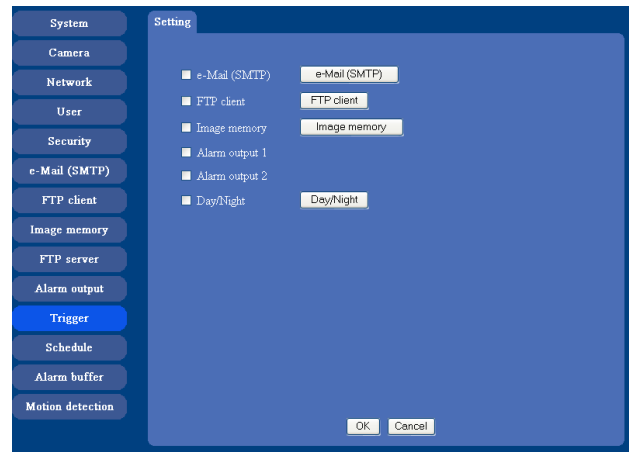 System
Camera
Network
User
Security
e-Mail (SMTP)
FTP client
Image memory
FTP server
Alarm output
Trigger
Schedule
Alarm buffer
Motion detection
Setting
e-Mail (SMTP) e-Mail (SMTP)
FTP client FTP client
Image memory Image memory
Alarm output 1
Alarm output 2
Day/Night Day/Night
OK Cancel